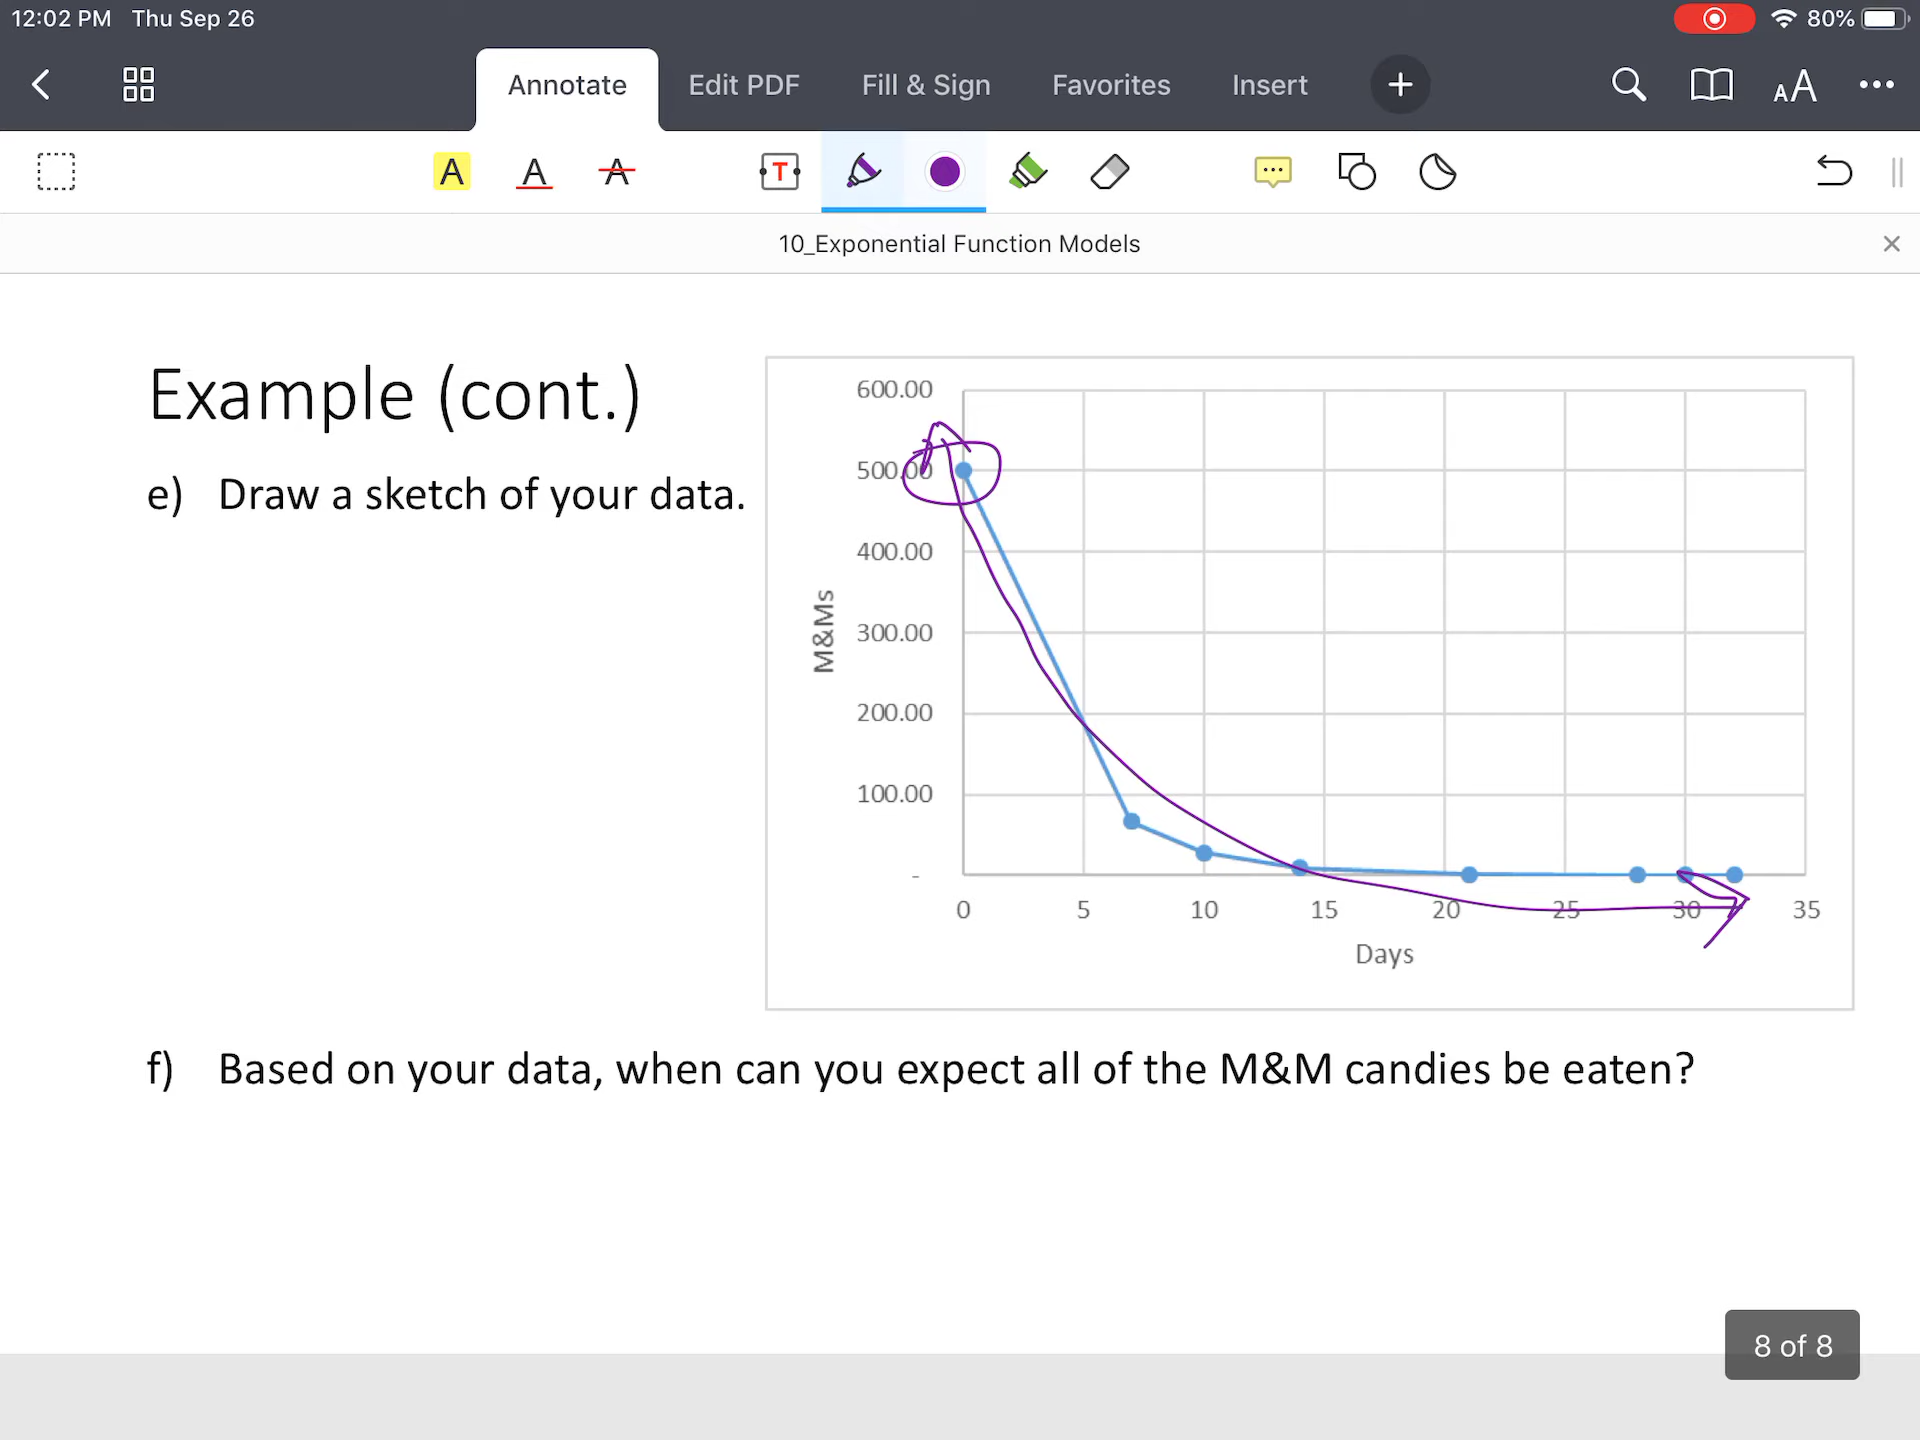 12:02 PM Thu Sep 26
80%
Annotate Edit PDF Fill & Sign Favorites Insert
AA
A A A T
10_Exponential Function Models
Example (cont.)
e) Draw a sketch of your data.
600.00
500.00
400.00
300.00
200.00
100.00
-
M&Ms
0 5 10 15 20 25 30 35
Days
f) Based on your data, when can you expect all of the M&M candies be eaten?
8 of 8